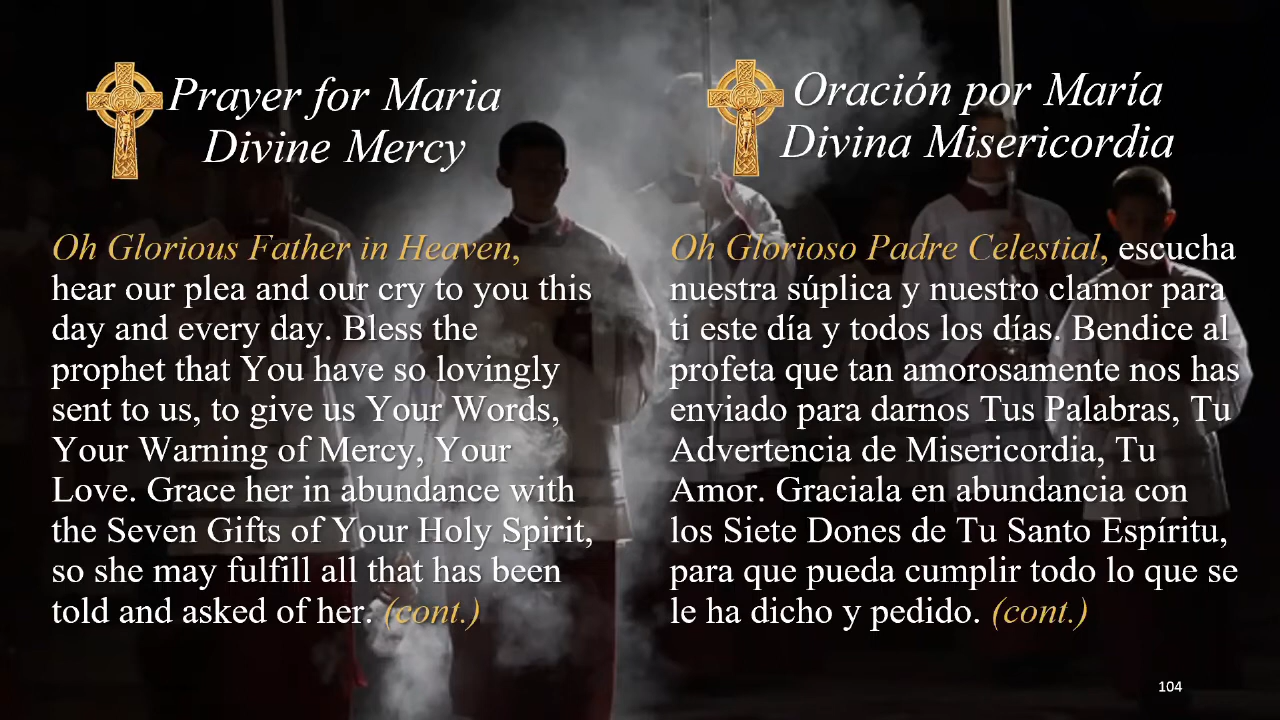 Prayer for Maria
Divine Mercy
Oh Glorious Father in Heaven,
hear our plea and our cry to you this
day and every day. Bless the
prophet that You have so lovingly
sent to us, to give us Your Words,
Your Warning of Mercy, Your
Love. Grace her in abundance with
the Seven Gifts of Your Holy Spirit,
so she may fulfill all that has been
told and asked of her. (cont.)
Oración por María
Divina Misericordia
Oh Glorioso Padre Celestial, escucha
nuestra súplica y nuestro clamor para
ti este día y todos los días. Bendice al
profeta que tan amorosamente nos has
enviado para darnos Tus Palabras, Tu
Advertencia de Misericordia, Tu
Amor. Graciala en abundancia con
los Siete Dones de Tu Santo Espíritu,
para que pueda cumplir todo lo que se
le ha dicho y pedido. (cont.)
104